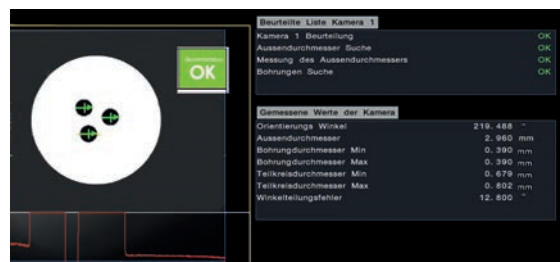 Beurteilte Liste Kamera 1
Kamera 1 Beurteilung OK
Aussendurchmesser Suche OK
Messung des Aussendurchmessers OK
Bohrungen Suche OK
OK
Gemessene Werte der Kamera
Orientierungs Winkel 219.488 °
Aussendurchmesser 2.960 mm
Bohrungdurchmesser Min 0.390 mm
Bohrungdurchmesser Max 0.390 mm
Teilkreisdurchmesser Min 0.679 mm
Teilkreisdurchmesser Max 0.802 mm
Winkelteilungsfehler 12.800 °